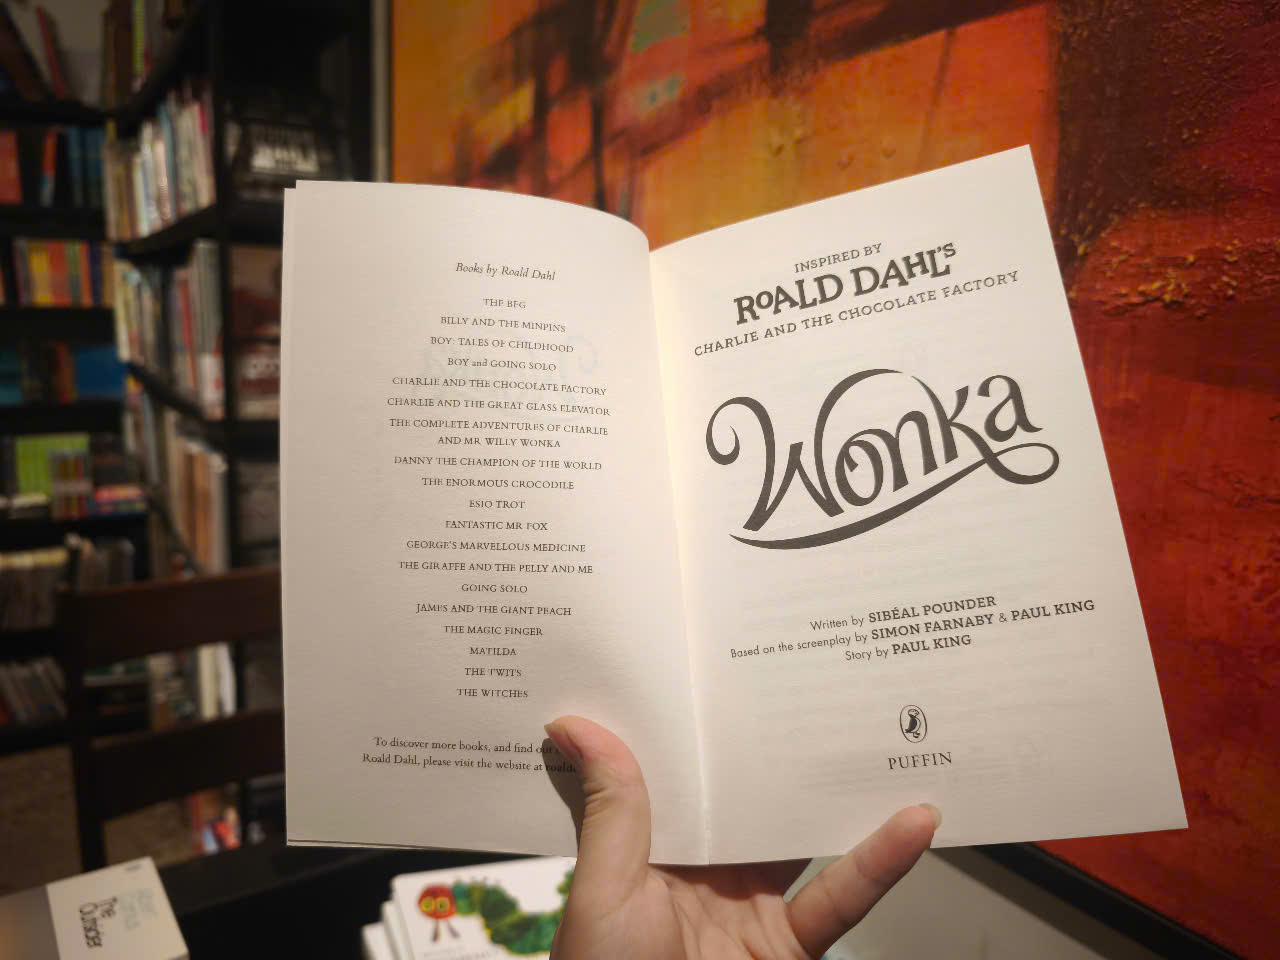 Books by Roald Dahl
THE BFG
BILLY AND THE MINPINS
BOY: TALES OF CHILDHOOD
BOY and GOING SOLO
CHARLIE AND THE CHOCOLATE FACTORY
CHARLIE AND THE GREAT GLASS ELEVATOR
THE COMPLETE ADVENTURES OF CHARLIE
AND MR WILLY WONKA
DANNY THE CHAMPION OF THE WORLD
THE ENORMOUS CROCODILE
ESIO TROT
FANTASTIC MR FOX
GEORGE'S MARVELLOUS MEDICINE
THE GIRAFFE AND THE PELLY AND ME
GOING SOLO
JAMES AND THE GIANT PEACH
THE MAGIC FINGER
MATILDA
THE TWITS
THE WITCHES
To discover more books, and find out
Roald Dahl, please visit the website at
INSPIRED BY
ROALD DAHL'S
CHARLIE AND THE CHOCOLATE FACTORY
Wonka
Written by SIBÉAL POUNDER
Based on the screenplay by SIMON FARNABY & PAUL KING
Story by PAUL KING
PUFFIN
The
Outsider